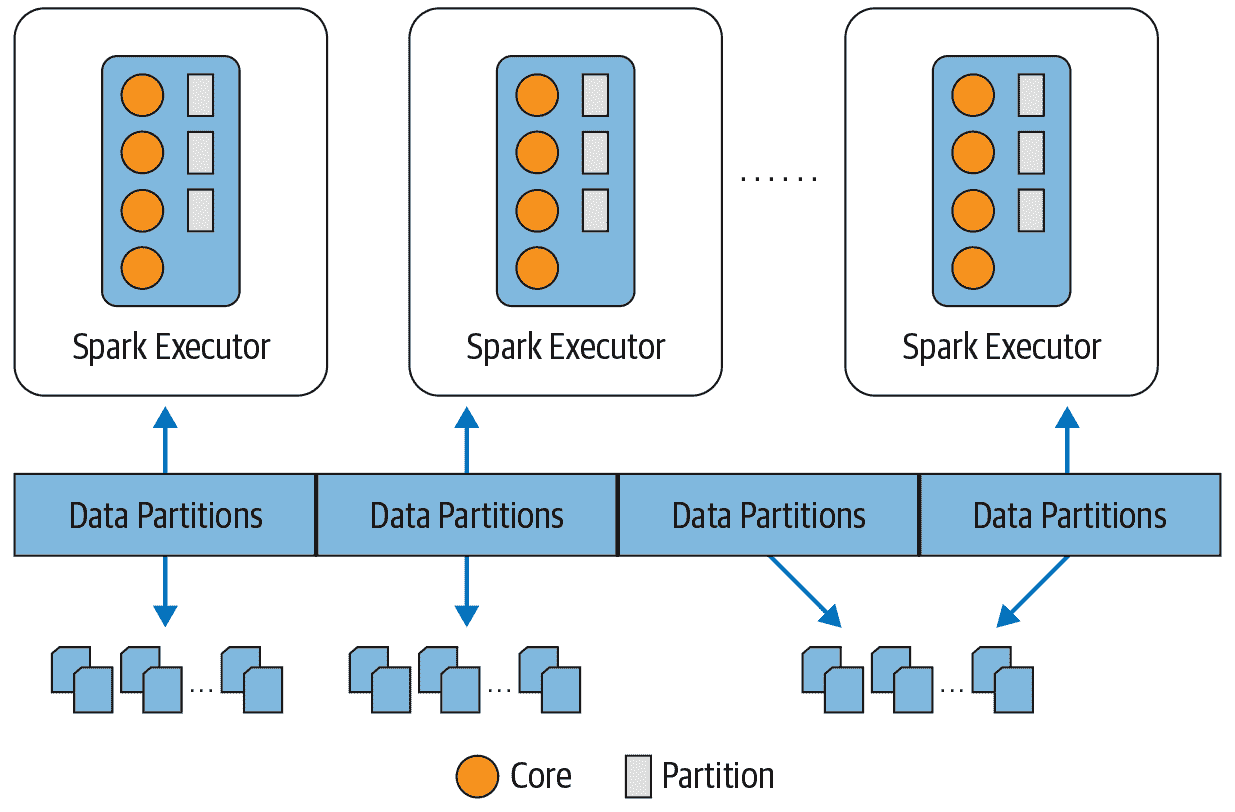 Spark Executor
Spark Executor
......
Spark Executor
Data Partitions
Data Partitions
Data Partitions
Data Partitions
...
...
...
Core
Partition